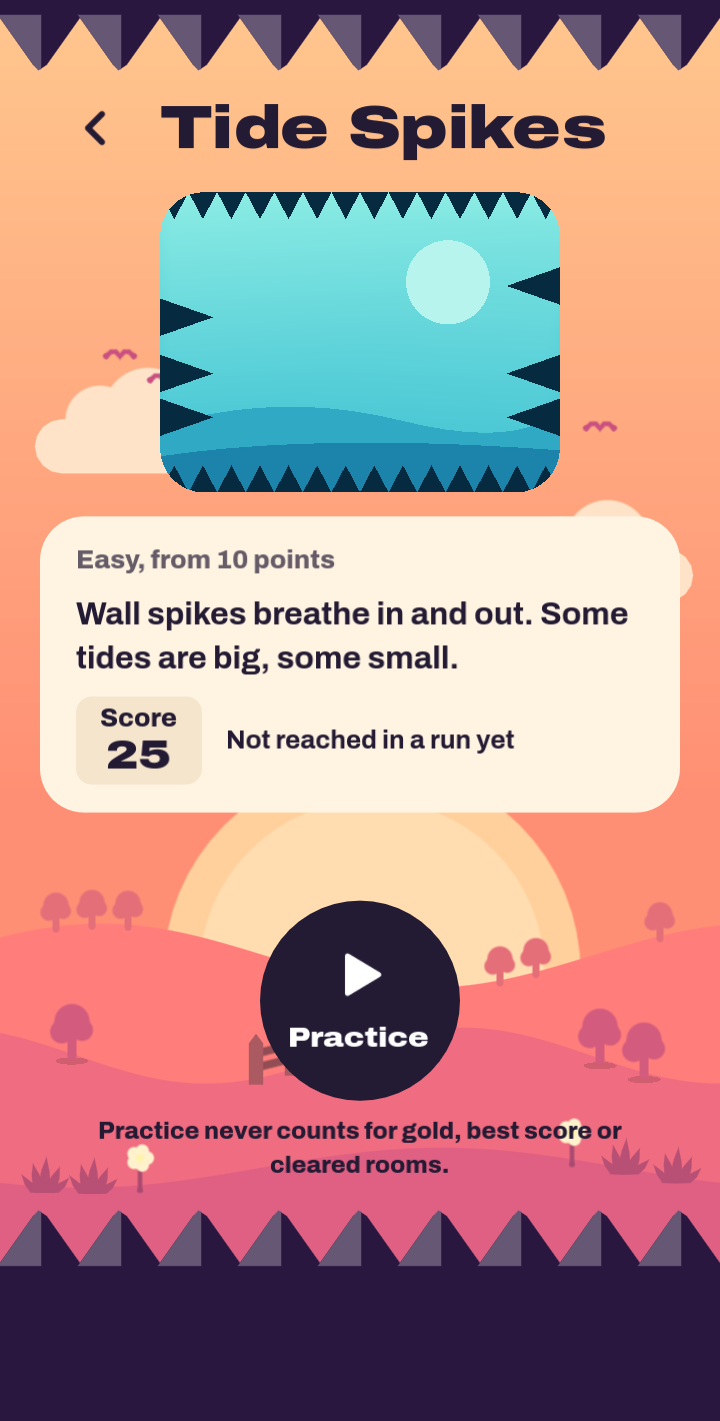 Tide Spikes
Easy, from 10 points
Wall spikes breathe in and out. Some
tides are big, some small.
Score
25
Not reached in a run yet
Practice
Practice never counts for gold, best score or
cleared rooms.